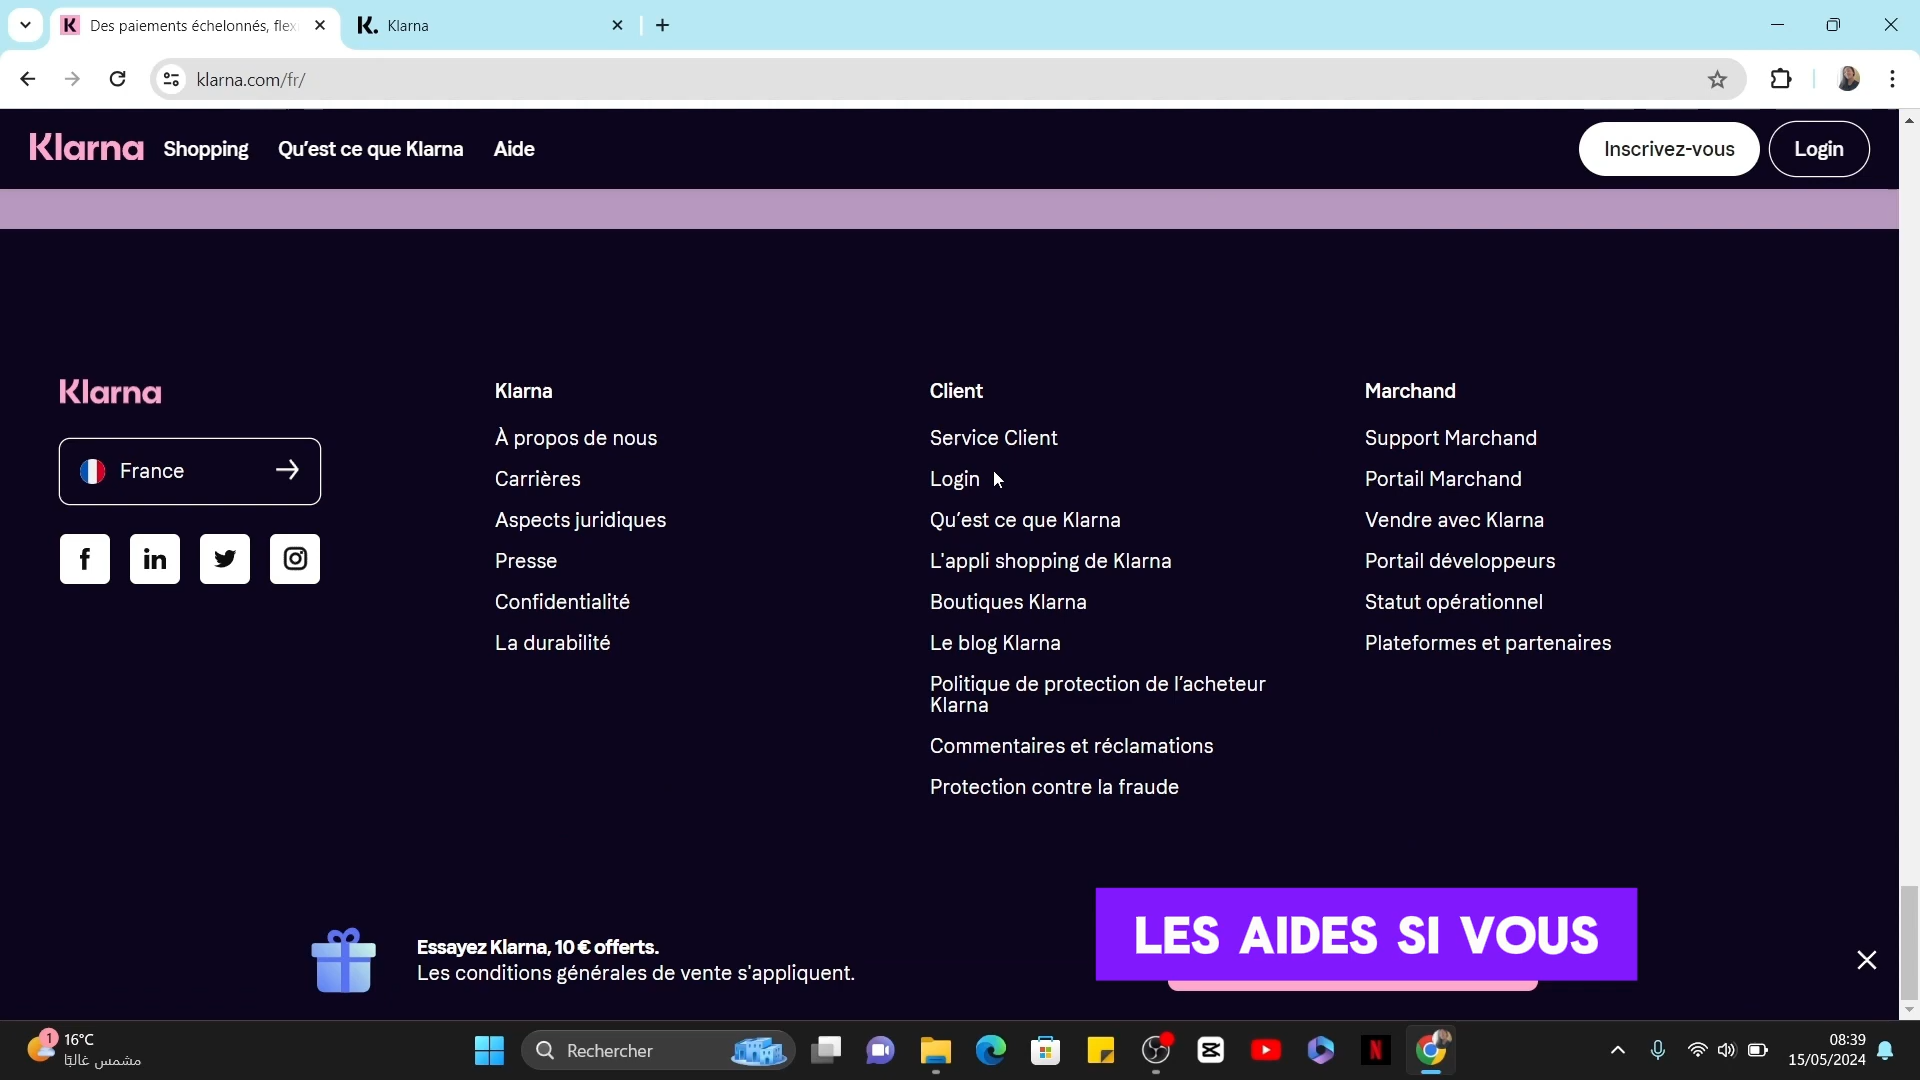 Des paiements échelonnés, flex
K. Klarna
klarna.com/fr/
Klarna
Shopping
Qu'est ce que Klarna
Aide
Inscrivez-vous
Login
Klarna
France
Klarna
À propos de nous
Carrières
Aspects juridiques
Presse
Confidentialité
La durabilité
Client
Service Client
Login
Qu'est ce que Klarna
L'appli shopping de Klarna
Boutiques Klarna
Le blog Klarna
Politique de protection de l'acheteur
Klarna
Commentaires et réclamations
Protection contre la fraude
Marchand
Support Marchand
Portail Marchand
Vendre avec Klarna
Portail développeurs
Statut opérationnel
Plateformes et partenaires
Essayez Klarna, 10 € offerts.
Les conditions générales de vente s'appliquent.
LES AIDES SI VOUS
1
16°C
مشمس غالبًا
Rechercher
08:39
15/05/2024